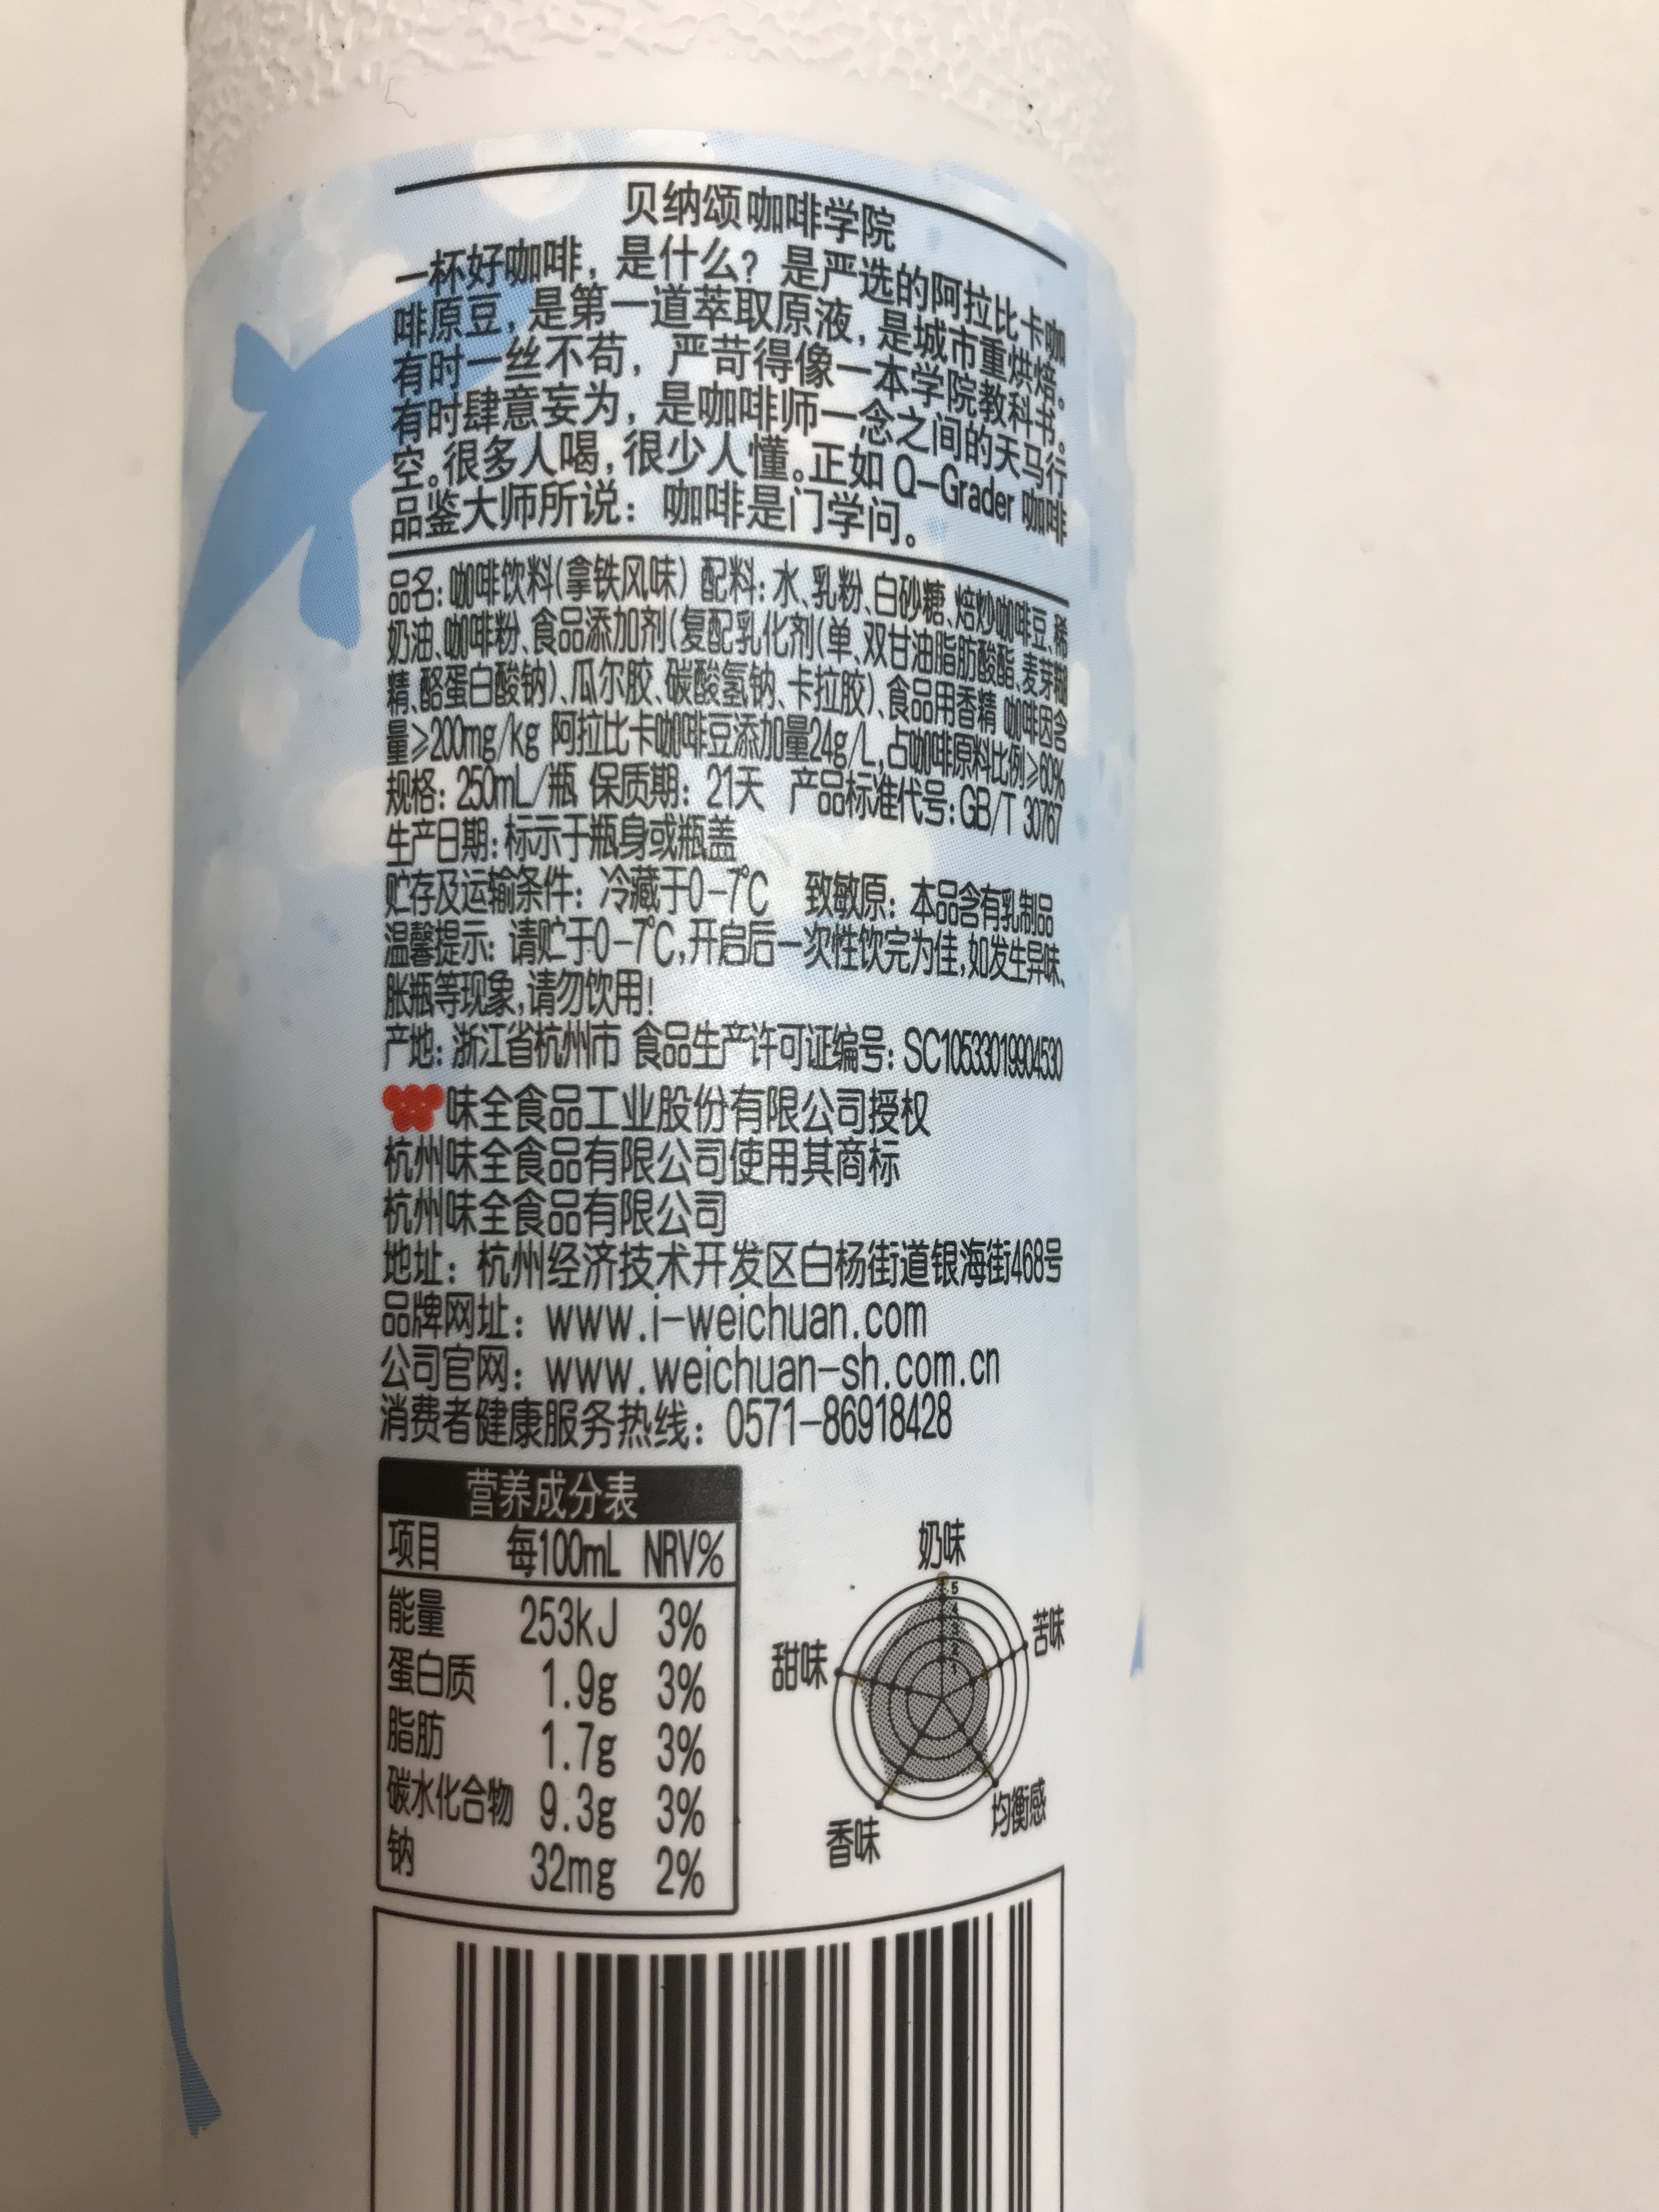 贝纳颂咖啡学院
一杯好咖啡，是什么？是严选的阿拉比卡咖
啡原豆，是第一道萃取原液，是城市重烘焙。
有时一丝不苟，严苛得像一本学院教科书。
有时肆意妄为，是咖啡师一念之间的天马行
空。很多人喝，很少人懂。正如Q-Grader咖啡
品鉴大师所说：咖啡是门学问。
品名：咖啡饮料(拿铁风味) 配料：水、乳粉、白砂糖、焙炒咖啡豆、稀
奶油、咖啡粉、食品添加剂(复配乳化剂(单、双甘油脂肪酸酯、麦芽糊
精、酪蛋白酸钠)、瓜尔胶、碳酸氢钠、卡拉胶)、食品用香精 咖啡因含
量≥200mg/kg 阿拉比卡咖啡豆添加量24g/L,占咖啡原料比例≥60%
规格：250mL/瓶 保质期：21天 产品标准代号：GB/T 30767
生产日期：标示于瓶身或瓶盖
贮存及运输条件：冷藏于0-7℃ 致敏原：本品含有乳制品
温馨提示：请贮于0-7℃,开启后一次性饮完为佳,如发生异味、
胀瓶等现象,请勿饮用！
产地：浙江省杭州市 食品生产许可证编号：SC10533019904530
味全食品工业股份有限公司授权
杭州味全食品有限公司使用其商标
杭州味全食品有限公司
地址：杭州经济技术开发区白杨街道银海街468号
品牌网址：www.i-weichuan.com
公司官网：www.weichuan-sh.com.cn
消费者健康服务热线：0571-86918428
营养成分表
项目 每100mL NRV%
能量 253kJ 3%
蛋白质 1.9g 3%
脂肪 1.7g 3%
碳水化合物 9.3g 3%
钠 32mg 2%
奶味
5
4
3
2
1
苦味
甜味
香味
均衡感